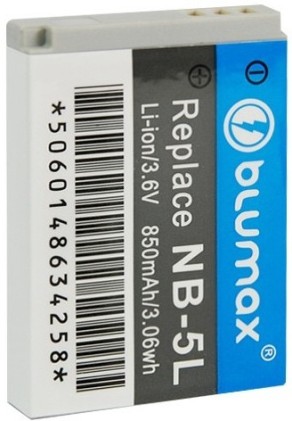 blumax®
Replace NB-5L
Li-ion/3.6V 850mAh/3.06wh
*5060148634258*